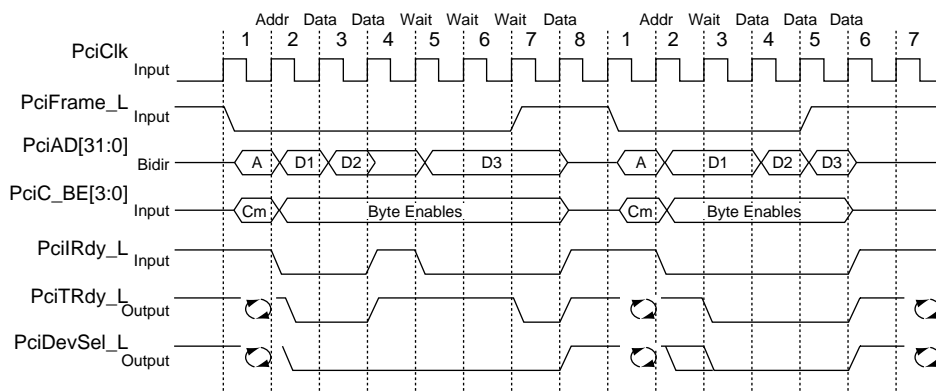 Addr Data Data Wait Wait Wait Data Addr Wait Data Data Data
1 2 3 4 5 6 7 8 1 2 3 4 5 6 7
PciClk
Input
PciFrame_L
Input
PciAD[31:0]
Bidir
A D1 D2 D3 A D1 D2 D3
PciC_BE[3:0]
Input
Cm Byte Enables Cm Byte Enables
PciIRdy_L
Input
PciTRdy_L
Output
PciDevSel_L
Output